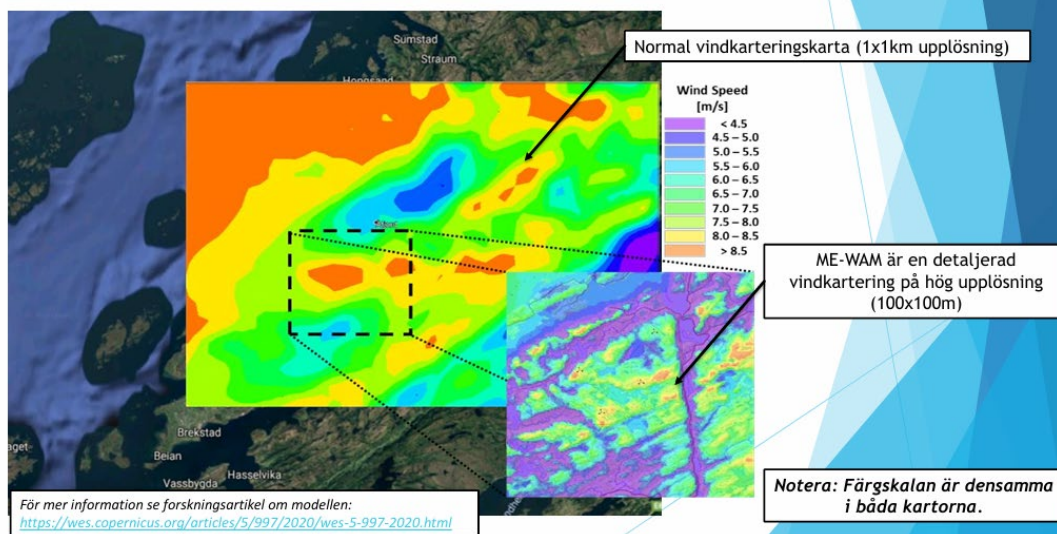 Sumstad
Straum
Hongsand
Normal vindkarteringskarta (1x1km upplösning)
Wind Speed
[m/s]
< 4.5
4.5 – 5.0
5.0 – 5.5
5.5 – 6.0
6.0 – 6.5
6.5 – 7.0
7.0 – 7.5
7.5 – 8.0
8.0 – 8.5
> 8.5
ME-WAM är en detaljerad
vindkartering på hög upplösning
(100x100m)
Brekstad
Beian
Hasselvika
Vassbygda
Notera: Färgskalan är densamma
i båda kartorna.
För mer information se forskningsartikel om modellen:
https://wes.copernicus.org/articles/5/997/2020/wes-5-997-2020.html